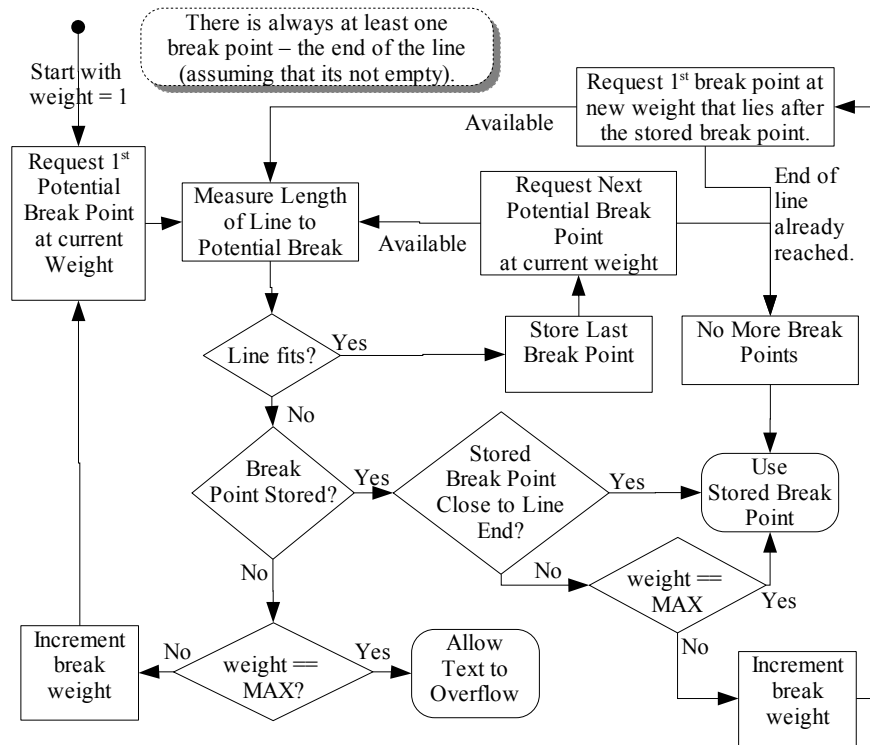 There is always at least one
break point – the end of the line
(assuming that its not empty).
Start with
weight = 1
Request 1st break point at
new weight that lies after
the stored break point.
Available
Request 1st
Potential
Break Point
at current
Weight
Measure Length
of Line to
Potential Break
Available
Request Next
Potential Break
Point
at current weight
End of
line
already
reached.
Line fits?
Yes
Store Last
Break Point
No More Break
Points
No
Break
Point Stored?
Yes
Stored
Break Point
Close to Line
End?
Yes
Use
Stored Break
Point
No
No
weight ==
MAX
Yes
No
Increment
break
weight
No
weight ==
MAX?
Yes
Allow
Text to
Overflow
Increment
break
weight